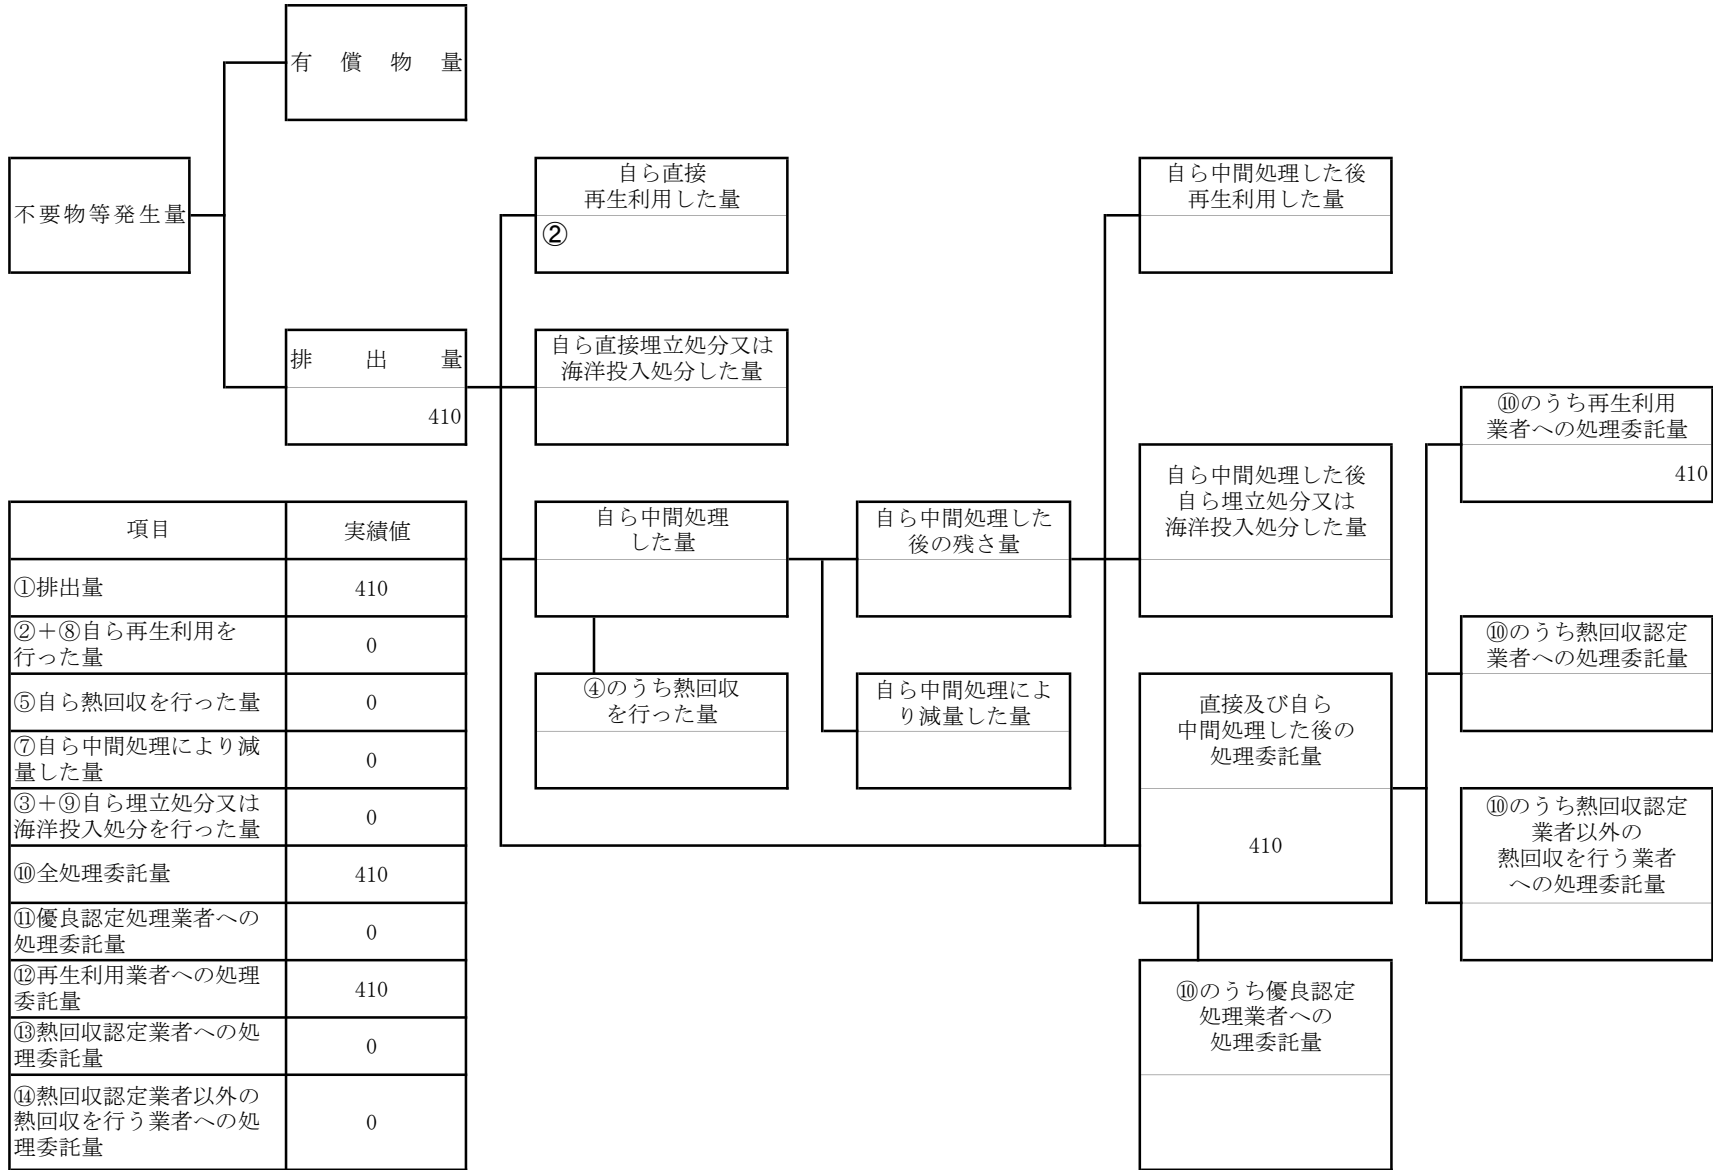 有償物量
不要物等発生量
自ら直接
再生利用した量
②
自ら中間処理した後
再生利用した量
排出量
410
自ら直接埋立処分又は
海洋投入処分した量
⑩のうち再生利用
業者への処理委託量
410
自ら中間処理した後
自ら埋立処分又は
海洋投入処分した量
自ら中間処理
した量
自ら中間処理した
後の残さ量
⑩のうち熱回収認定
業者への処理委託量
④のうち熱回収
を行った量
自ら中間処理によ
り減量した量
直接及び自ら
中間処理した後の
処理委託量
410
⑩のうち熱回収認定
業者以外の
熱回収を行う業者
への処理委託量
⑩のうち優良認定
処理業者への
処理委託量
項目 実績値
①排出量 410
②+⑧自ら再生利用を
行った量 0
⑤自ら熱回収を行った量 0
⑦自ら中間処理により減
量した量 0
③+⑨自ら埋立処分又は
海洋投入処分を行った量 0
⑩全処理委託量 410
⑪優良認定処理業者への
処理委託量 0
⑫再生利用業者への処理
委託量 410
⑬熱回収認定業者への処
理委託量 0
⑭熱回収認定業者以外の
熱回収を行う業者への処
理委託量 0